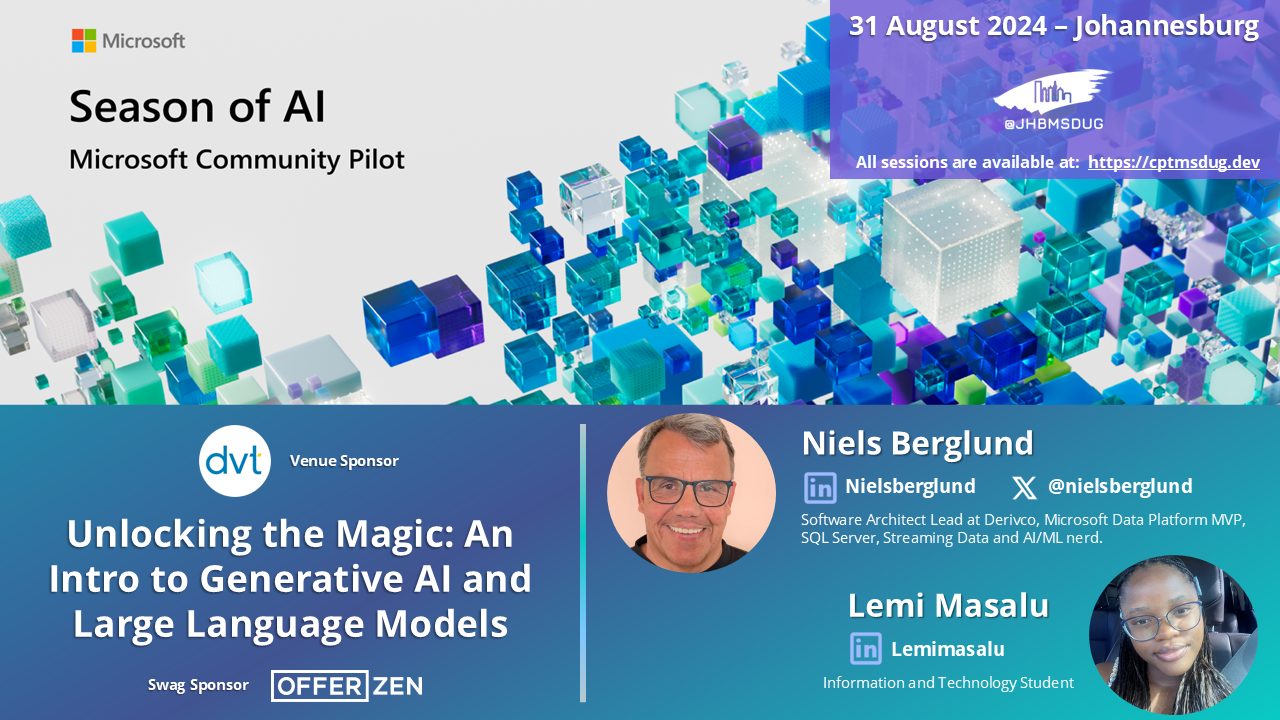 Microsoft
Season of AI
Microsoft Community Pilot
31 August 2024 – Johannesburg
@JHBMSDUG
All sessions are available at: https://cptmsdug.dev
dvt
Venue Sponsor
Unlocking the Magic: An
Intro to Generative AI and
Large Language Models
Swag Sponsor
OFFERZEN
Niels Berglund
in Nielsberglund
X @nielsberglund
Software Architect Lead at Derivco, Microsoft Data Platform MVP,
SQL Server, Streaming Data and AI/ML nerd.
Lemi Masalu
in Lemimasalu
Information and Technology Student